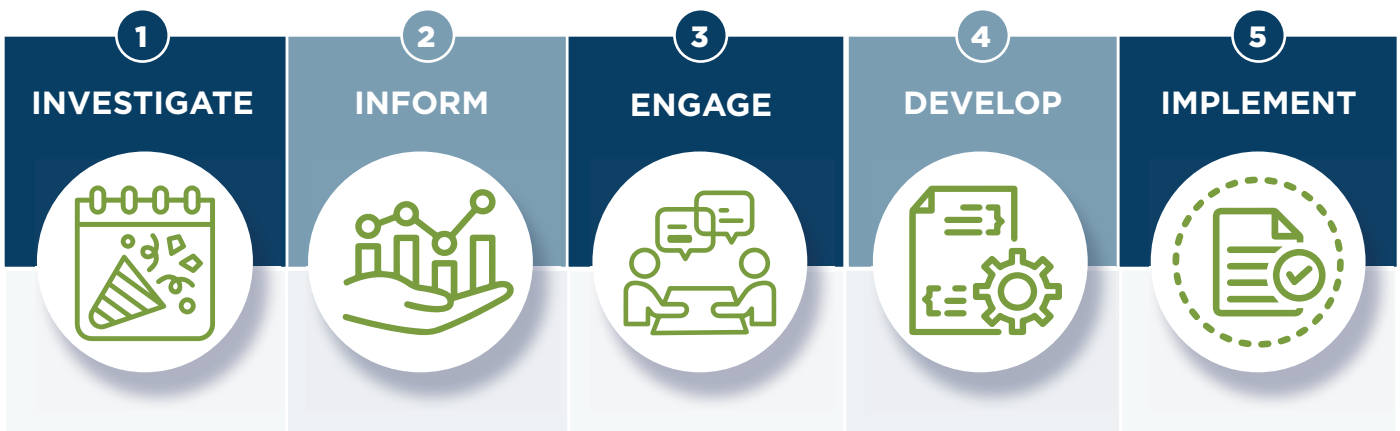 1
INVESTIGATE
2
INFORM
3
ENGAGE
4
DEVELOP
5
IMPLEMENT